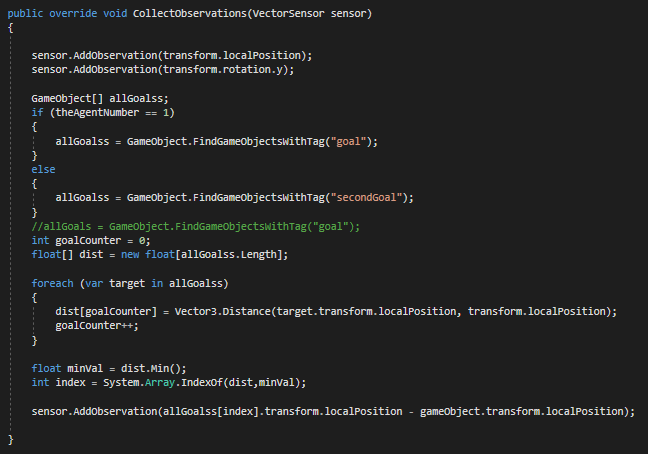 public override void CollectObservations(VectorSensor sensor)
{
sensor.AddObservation(transform.localPosition);
sensor.AddObservation(transform.rotation.y);
GameObject[] allGoalss;
if (theAgentNumber == 1)
{
allGoalss = GameObject.FindGameObjectsWithTag("goal");
}
else
{
allGoalss = GameObject.FindGameObjectsWithTag("secondGoal");
}
//allGoals = GameObject.FindGameObjectsWithTag("goal");
int goalCounter = 0;
float[] dist = new float[allGoalss.Length];
foreach (var target in allGoalss)
{
dist[goalCounter] = Vector3.Distance(target.transform.localPosition, transform.localPosition);
goalCounter++;
}
float minVal = dist.Min();
int index = System.Array.IndexOf(dist,minVal);
sensor.AddObservation(allGoalss[index].transform.localPosition - gameObject.transform.localPosition);
}